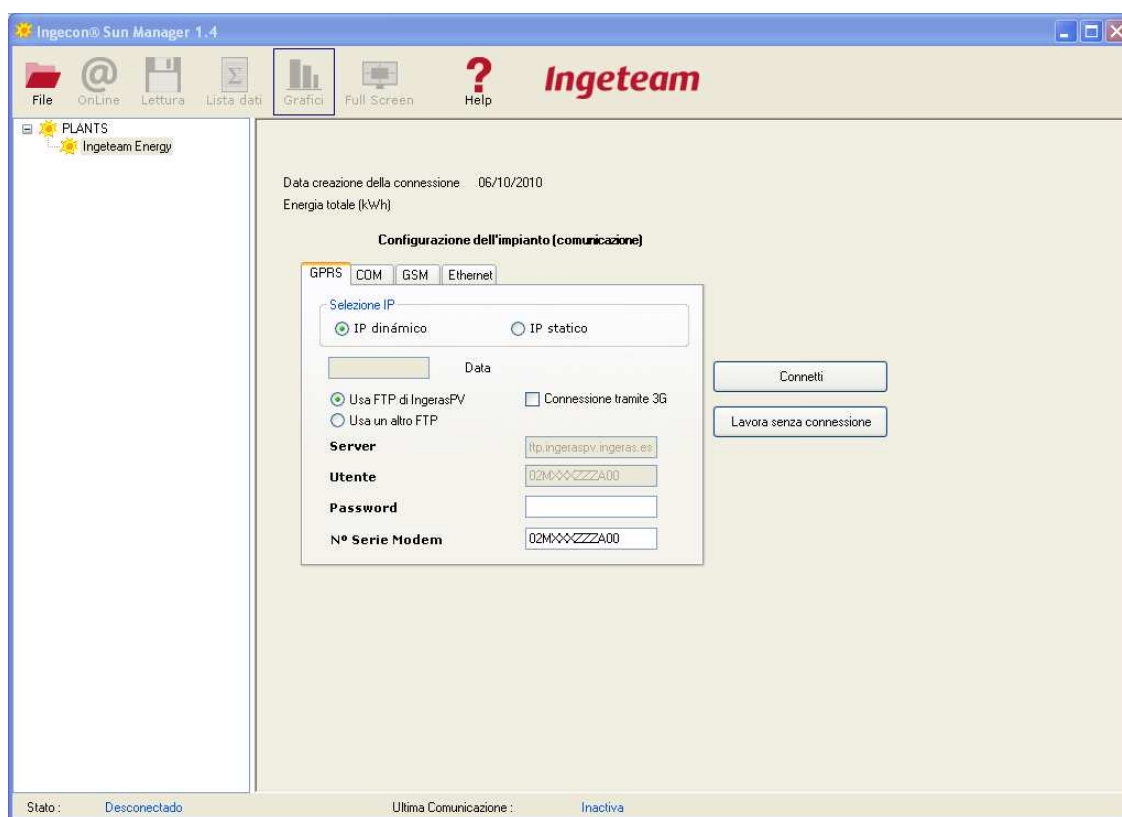 Ingecon® Sun Manager 1.4
File OnLine Lettura Lista dati Grafici Full Screen Help Ingeteam
PLANTS
Ingeteam Energy
Data creazione della connessione 06/10/2010
Energia totale (kWh)
Configurazione dell'impianto (comunicazione)
GPRS COM GSM Ethernet
Selezione IP
IP dinámico IP statico
Data
Connetti
Usa FTP di IngerasPV Connessione tramite 3G
Usa un altro FTP
Lavora senza connessione
Server ftp.ingeraspv.ingeras.es
Utente 02MXXXZZZA00
Password
Nº Serie Modem 02MXXXZZZA00
Stato : Desconectado Ultima Comunicazione : Inactiva